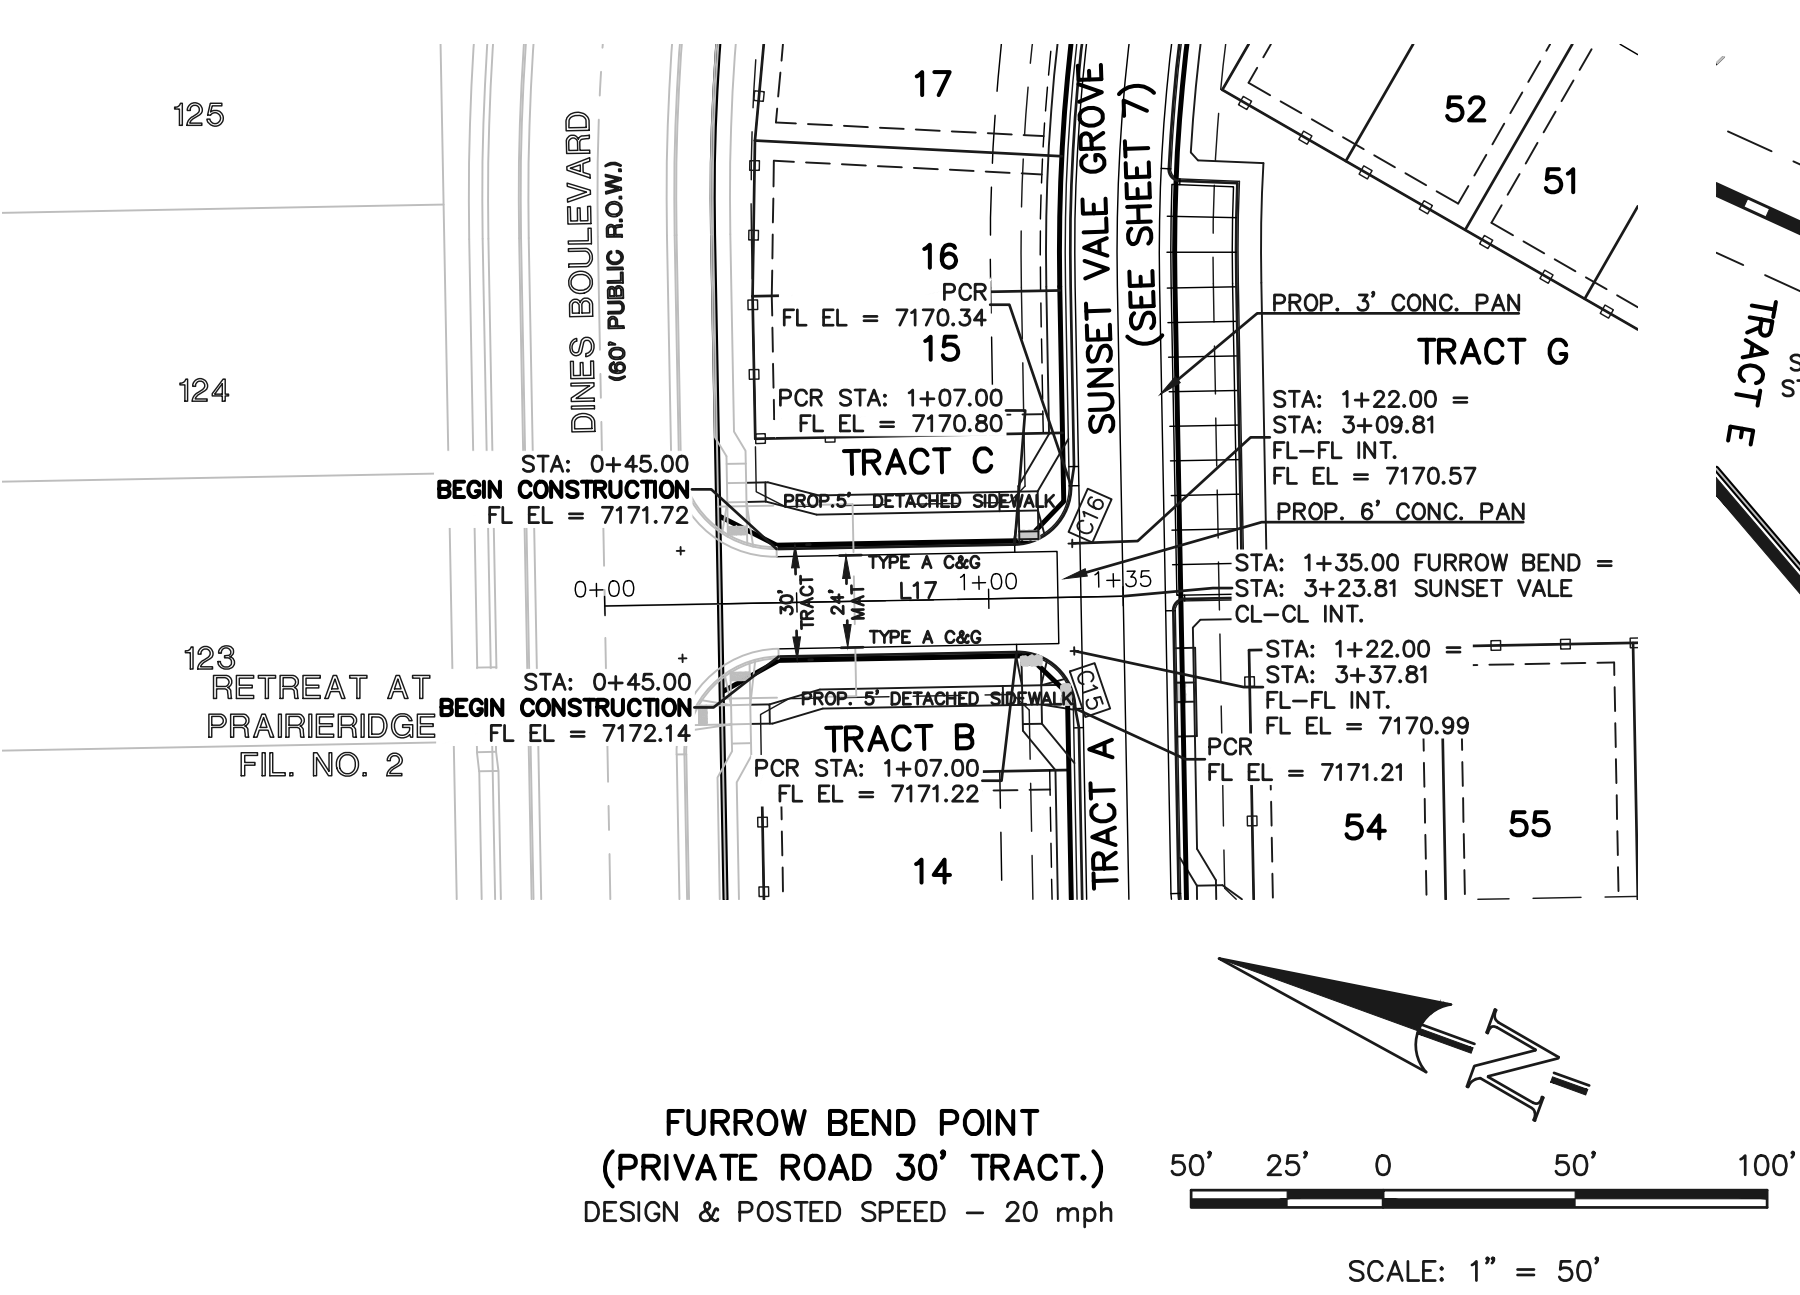 125
124
123
RETREAT AT
PRAIRIERIDGE
FIL. NO. 2
DINES BOULEVARD
(60' PUBLIC R.O.W.)
17
16
PCR
FL EL = 7170.34
15
PCR STA: 1+07.00
FL EL = 7170.80
TRACT C
STA: 0+45.00
BEGIN CONSTRUCTION
FL EL = 7171.72
PROP.5' DETACHED SIDEWALK
TYPE A C&G
0+00
30'
TRACT
24'
MAT
L17
1+00
1+35
TYPE A C&G
STA: 0+45.00
BEGIN CONSTRUCTION
FL EL = 7172.14
PROP. 5' DETACHED SIDEWALK
TRACT B
PCR STA: 1+07.00
FL EL = 7171.22
14
SUNSET VALE GROVE
(SEE SHEET 7)
C16
C15
TRACT A
52
51
PROP. 3' CONC. PAN
TRACT G
STA: 1+22.00 =
STA: 3+09.81
FL-FL INT.
FL EL = 7170.57
PROP. 6' CONC. PAN
STA: 1+35.00 FURROW BEND =
STA: 3+23.81 SUNSET VALE
CL-CL INT.
STA: 1+22.00 =
STA: 3+37.81
FL-FL INT.
FL EL = 7170.99
PCR
FL EL = 7171.21
54
55
TRACT E
N
FURROW BEND POINT
(PRIVATE ROAD 30' TRACT.)
DESIGN & POSTED SPEED - 20 mph
50' 25' 0 50' 100'
SCALE: 1" = 50'